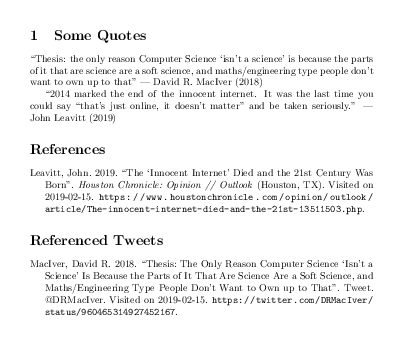 1 Some Quotes
“Thesis: the only reason Computer Science ‘isn’t a science’ is because the parts
of it that are science are a soft science, and maths/engineering type people don’t
want to own up to that” — David R. MacIver (2018)
“2014 marked the end of the innocent internet. It was the last time you
could say “that’s just online, it doesn’t matter” and be taken seriously.” —
John Leavitt (2019)
References
Leavitt, John. 2019. “The ‘Innocent Internet’ Died and the 21st Century Was
Born”. Houston Chronicle: Opinion // Outlook (Houston, TX). Visited on
2019-02-15. https://www.houstonchronicle.com/opinion/outlook/
article/The-innocent-internet-died-and-the-21st-13511503.php.
Referenced Tweets
MacIver, David R. 2018. “Thesis: The Only Reason Computer Science ‘Isn’t a
Science’ Is Because the Parts of It That Are Science Are a Soft Science, and
Maths/Engineering Type People Don’t Want to Own up to That”. Tweet.
@DRMacIver. Visited on 2019-02-15. https://twitter.com/DRMacIver/
status/960465314927452167.